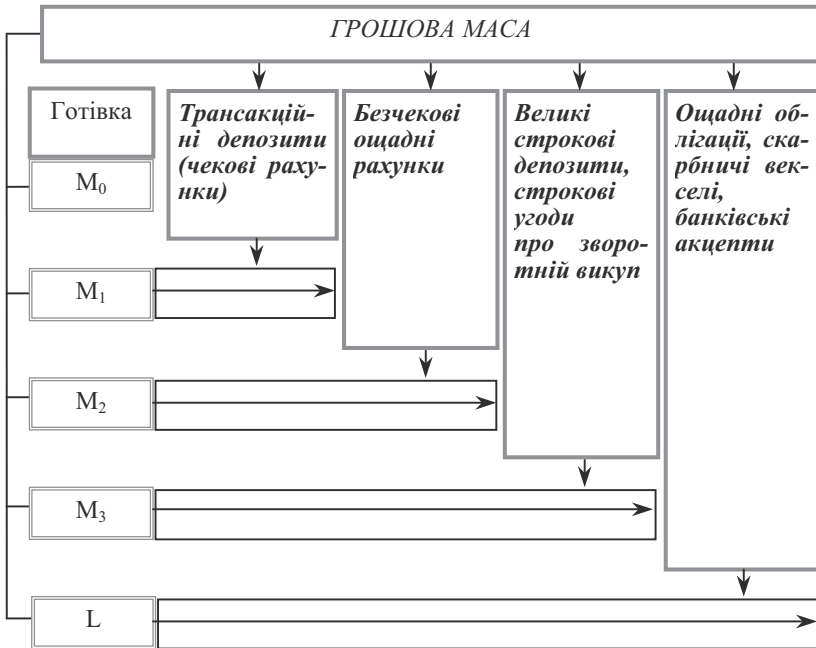 ГРОШОВА МАСА
Готівка
M0
Трансакцій-
ні депозити
(чекові раху-
нки)
Безчекові
ощадні
рахунки
Великі
строкові
депозити,
строкові
угоди
про зворо-
тній викуп
Ощадні об-
лігації, ска-
рбничі век-
селі,
банківські
акцепти
M1
M2
M3
L